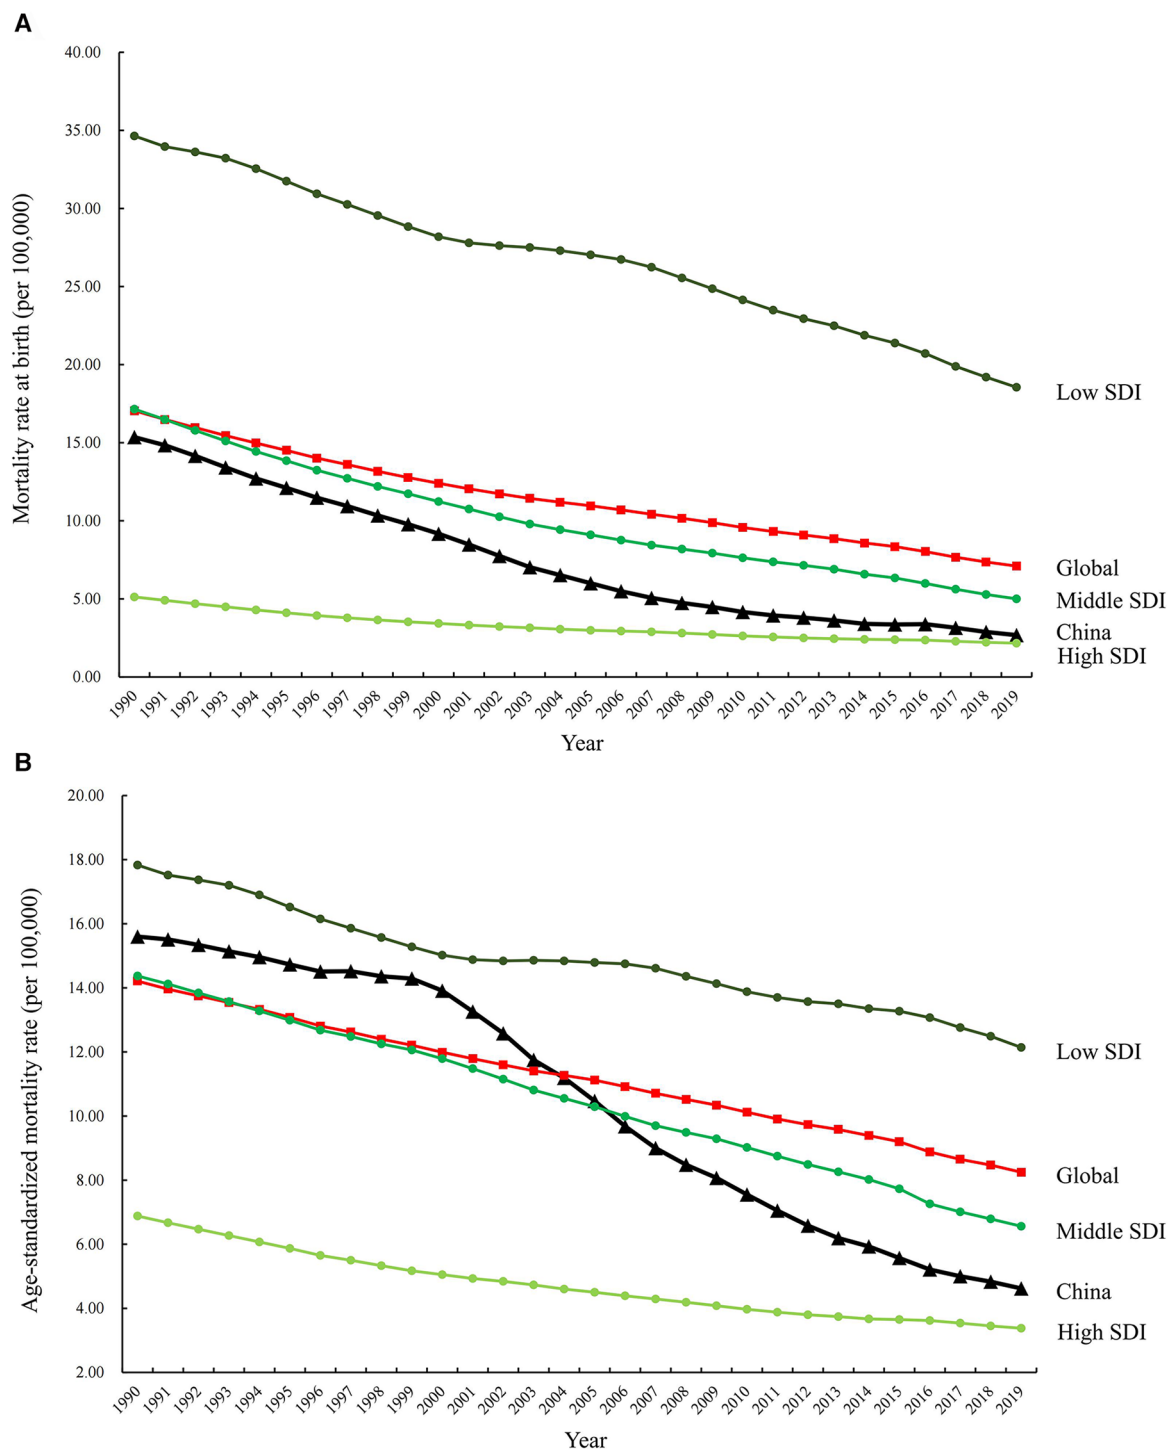 A
40.00
35.00
30.00
25.00
20.00
15.00
10.00
5.00
0.00
Mortality rate at birth (per 100,000)
Low SDI
Global
Middle SDI
China
High SDI
1990 1991 1992 1993 1994 1995 1996 1997 1998 1999 2000 2001 2002 2003 2004 2005 2006 2007 2008 2009 2010 2011 2012 2013 2014 2015 2016 2017 2018 2019
Year
B
20.00
18.00
16.00
14.00
12.00
10.00
8.00
6.00
4.00
2.00
Age-standardized mortality rate (per 100,000)
Low SDI
Global
Middle SDI
China
High SDI
1990 1991 1992 1993 1994 1995 1996 1997 1998 1999 2000 2001 2002 2003 2004 2005 2006 2007 2008 2009 2010 2011 2012 2013 2014 2015 2016 2017 2018 2019
Year